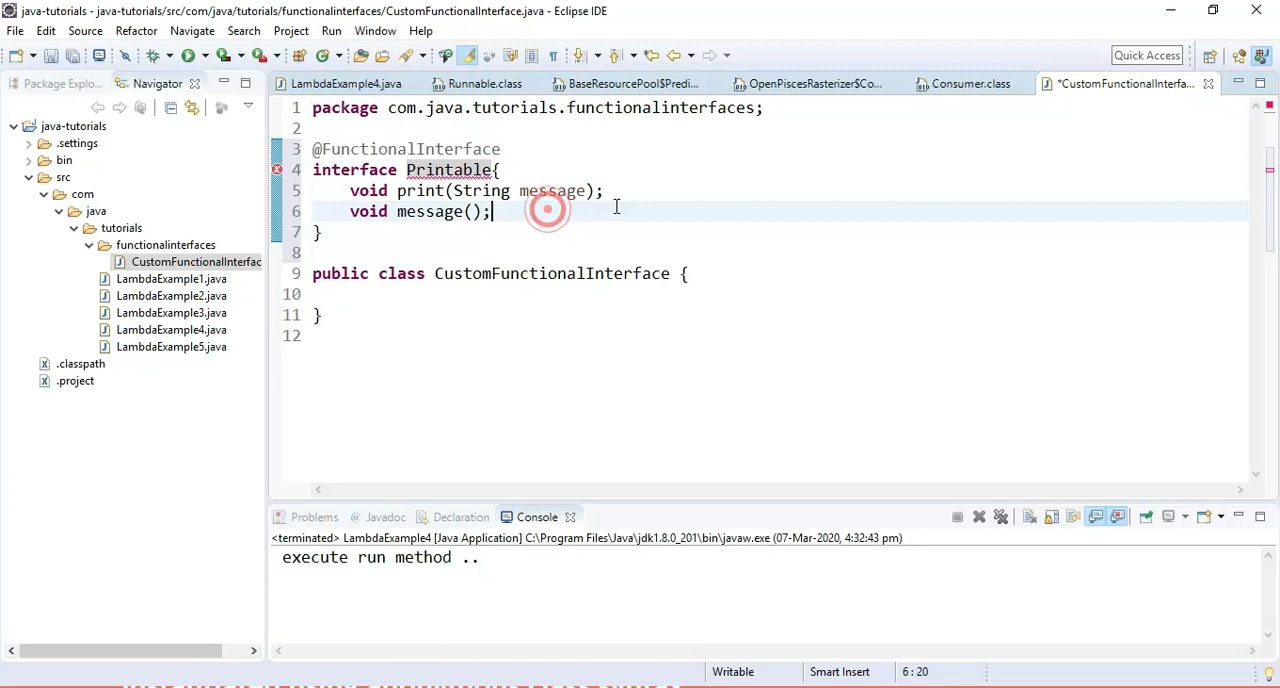 java-tutorials - java-tutorials/src/com/java/tutorials/functionalinterfaces/CustomFunctionalInterface.java - Eclipse IDE
File Edit Source Refactor Navigate Search Project Run Window Help
Quick Access
Package Explo... Navigator
LambdaExample4.java Runnable.class BaseResourcePool$Predi... OpenPiscesRasterizer$Co... Consumer.class *CustomFunctionalInterfa...
java-tutorials
.settings
bin
src
com
java
tutorials
functionalinterfaces
CustomFunctionalInterfac
LambdaExample1.java
LambdaExample2.java
LambdaExample3.java
LambdaExample4.java
LambdaExample5.java
.classpath
.project
1 package com.java.tutorials.functionalinterfaces;
2
3 @FunctionalInterface
4 interface Printable{
5 void print(String message);
6 void message();
7 }
8
9 public class CustomFunctionalInterface {
10
11 }
12
Problems @ Javadoc Declaration Console
<terminated> LambdaExample4 [Java Application] C:\Program Files\Java\jdk1.8.0_201\bin\javaw.exe (07-Mar-2020, 4:32:43 pm)
execute run method ..
Writable Smart Insert 6 : 20